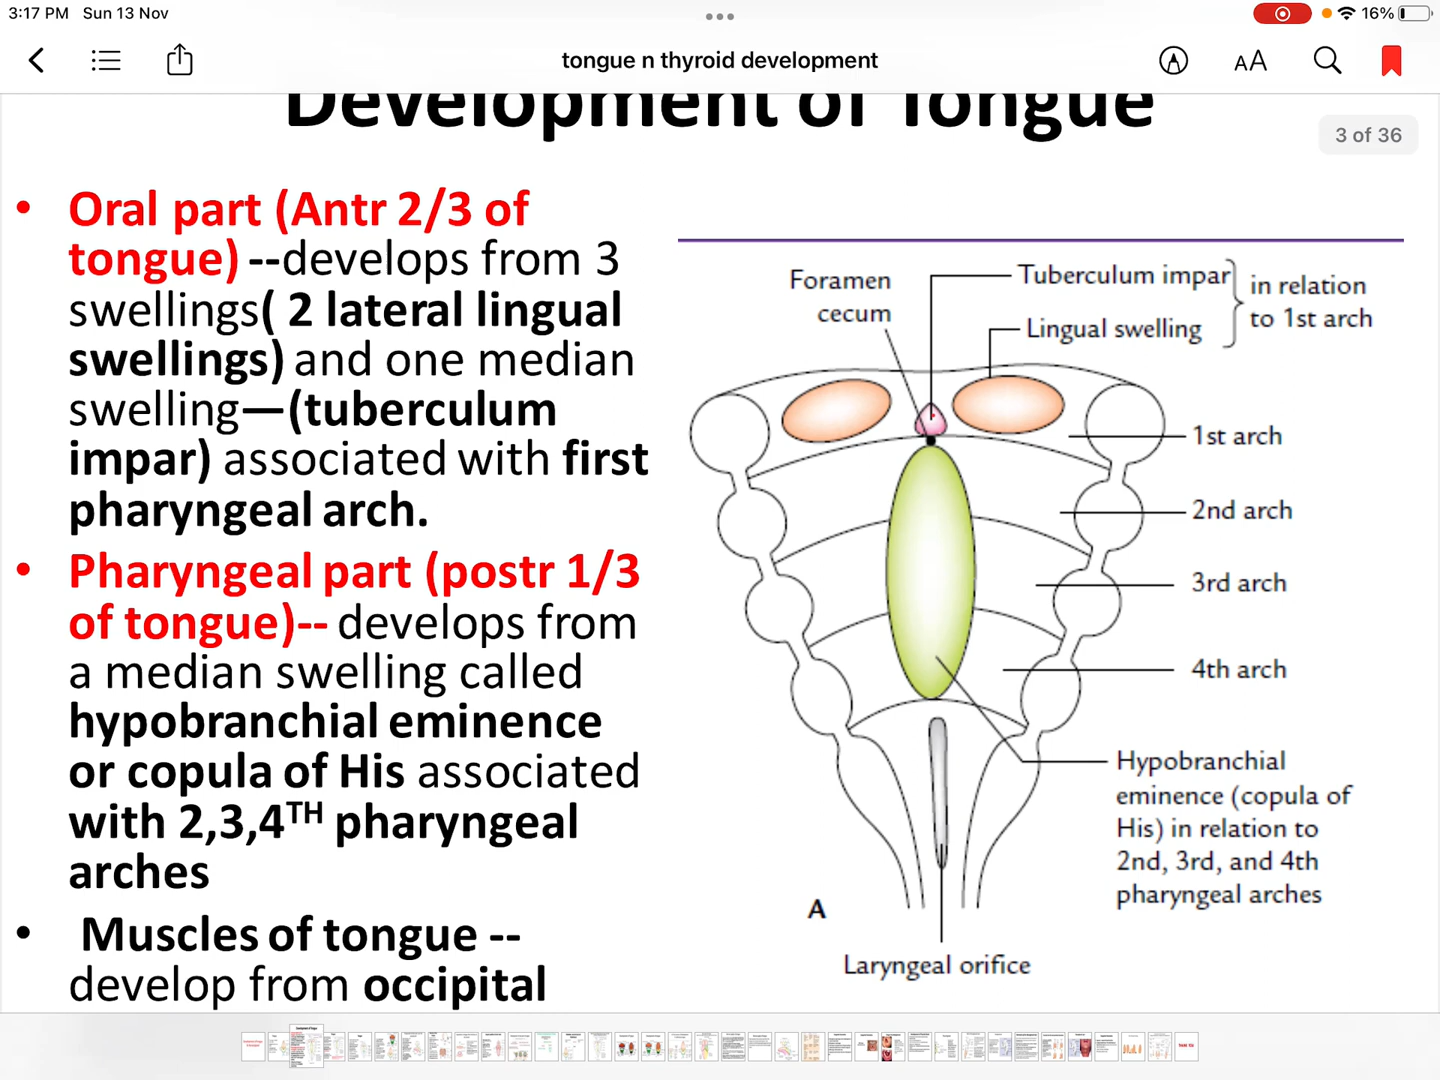 3:17 PM Sun 13 Nov
16%
tongue n thyroid development
AA
Development of Tongue
3 of 36
• Oral part (Antr 2/3 of
tongue) --develops from 3
swellings( 2 lateral lingual
swellings) and one median
swelling—(tuberculum
impar) associated with first
pharyngeal arch.
• Pharyngeal part (postr 1/3
of tongue)-- develops from
a median swelling called
hypobranchial eminence
or copula of His associated
with 2,3,4TH pharyngeal
arches
• Muscles of tongue --
develop from occipital
Foramen
cecum
Tuberculum impar
Lingual swelling
in relation
to 1st arch
1st arch
2nd arch
3rd arch
4th arch
Hypobranchial
eminence (copula of
His) in relation to
2nd, 3rd, and 4th
pharyngeal arches
A
Laryngeal orifice